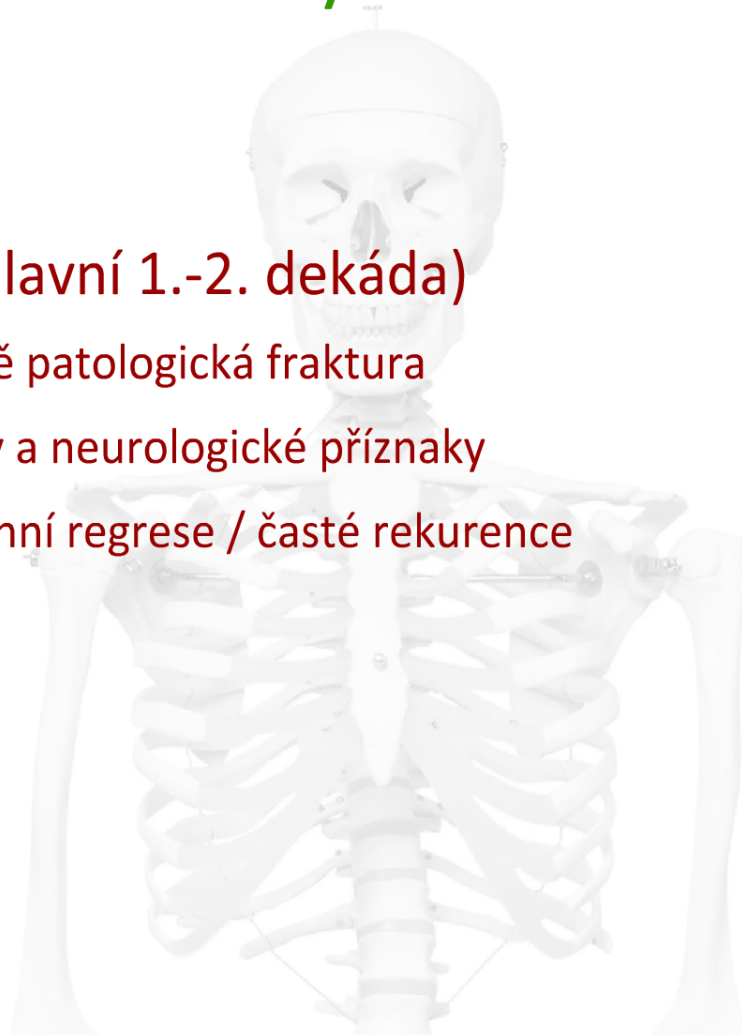 lavní 1.-2. dekáda)
ě patologická fraktura
a neurologické příznaky
nní regrese / časté rekurence